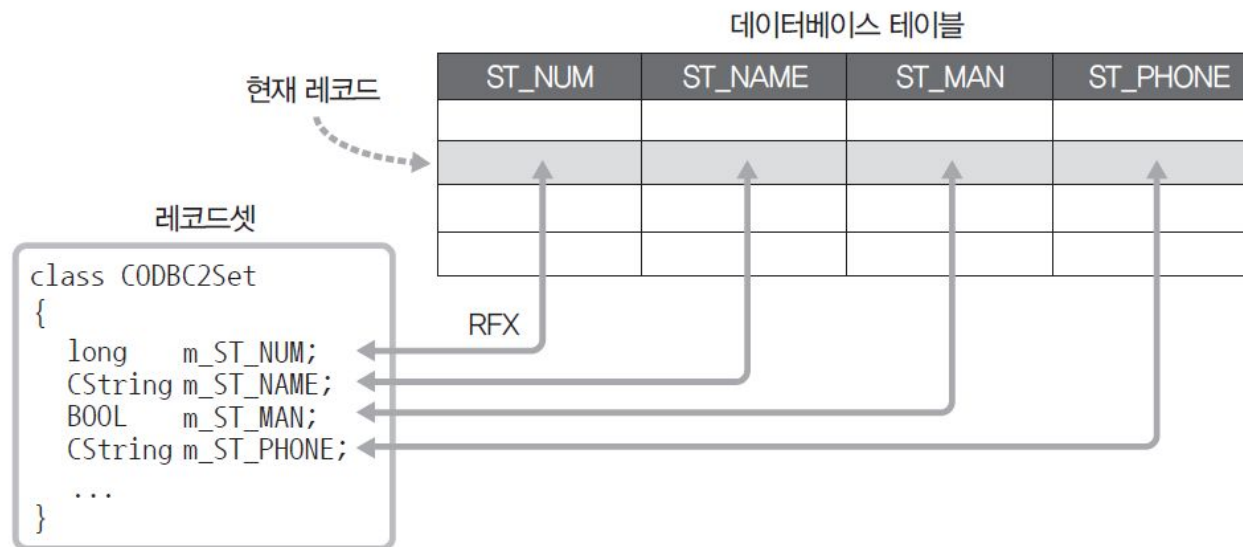 데이터베이스 테이블
현재 레코드
ST_NUM ST_NAME ST_MAN ST_PHONE
레코드셋
class CODBC2Set
{
long m_ST_NUM;
CString m_ST_NAME;
BOOL m_ST_MAN;
CString m_ST_PHONE;
...
}
RFX